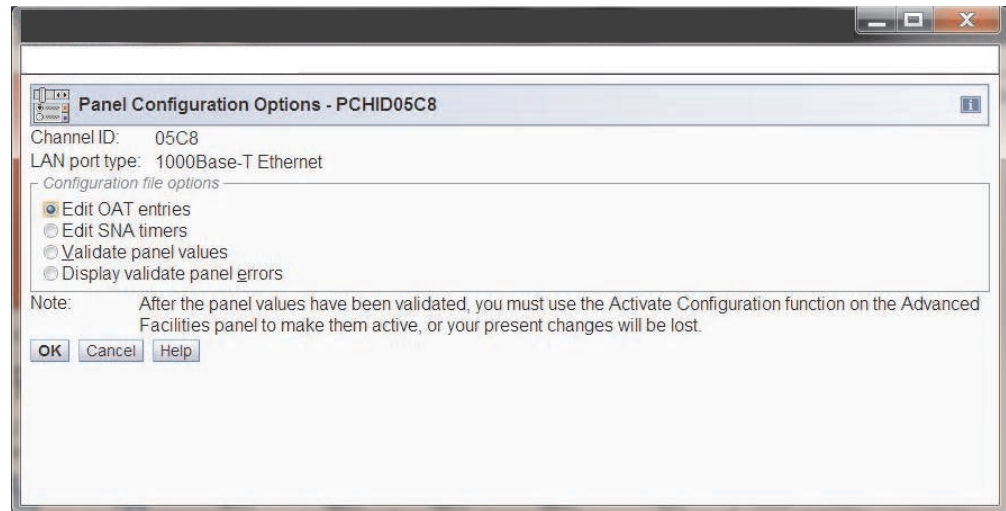 Panel Configuration Options - PCHID05C8
Channel ID: 05C8
LAN port type: 1000Base-T Ethernet
Configuration file options
Edit OAT entries
Edit SNA timers
Validate panel values
Display validate panel errors
Note: After the panel values have been validated, you must use the Activate Configuration function on the Advanced
Facilities panel to make them active, or your present changes will be lost.
OK Cancel Help